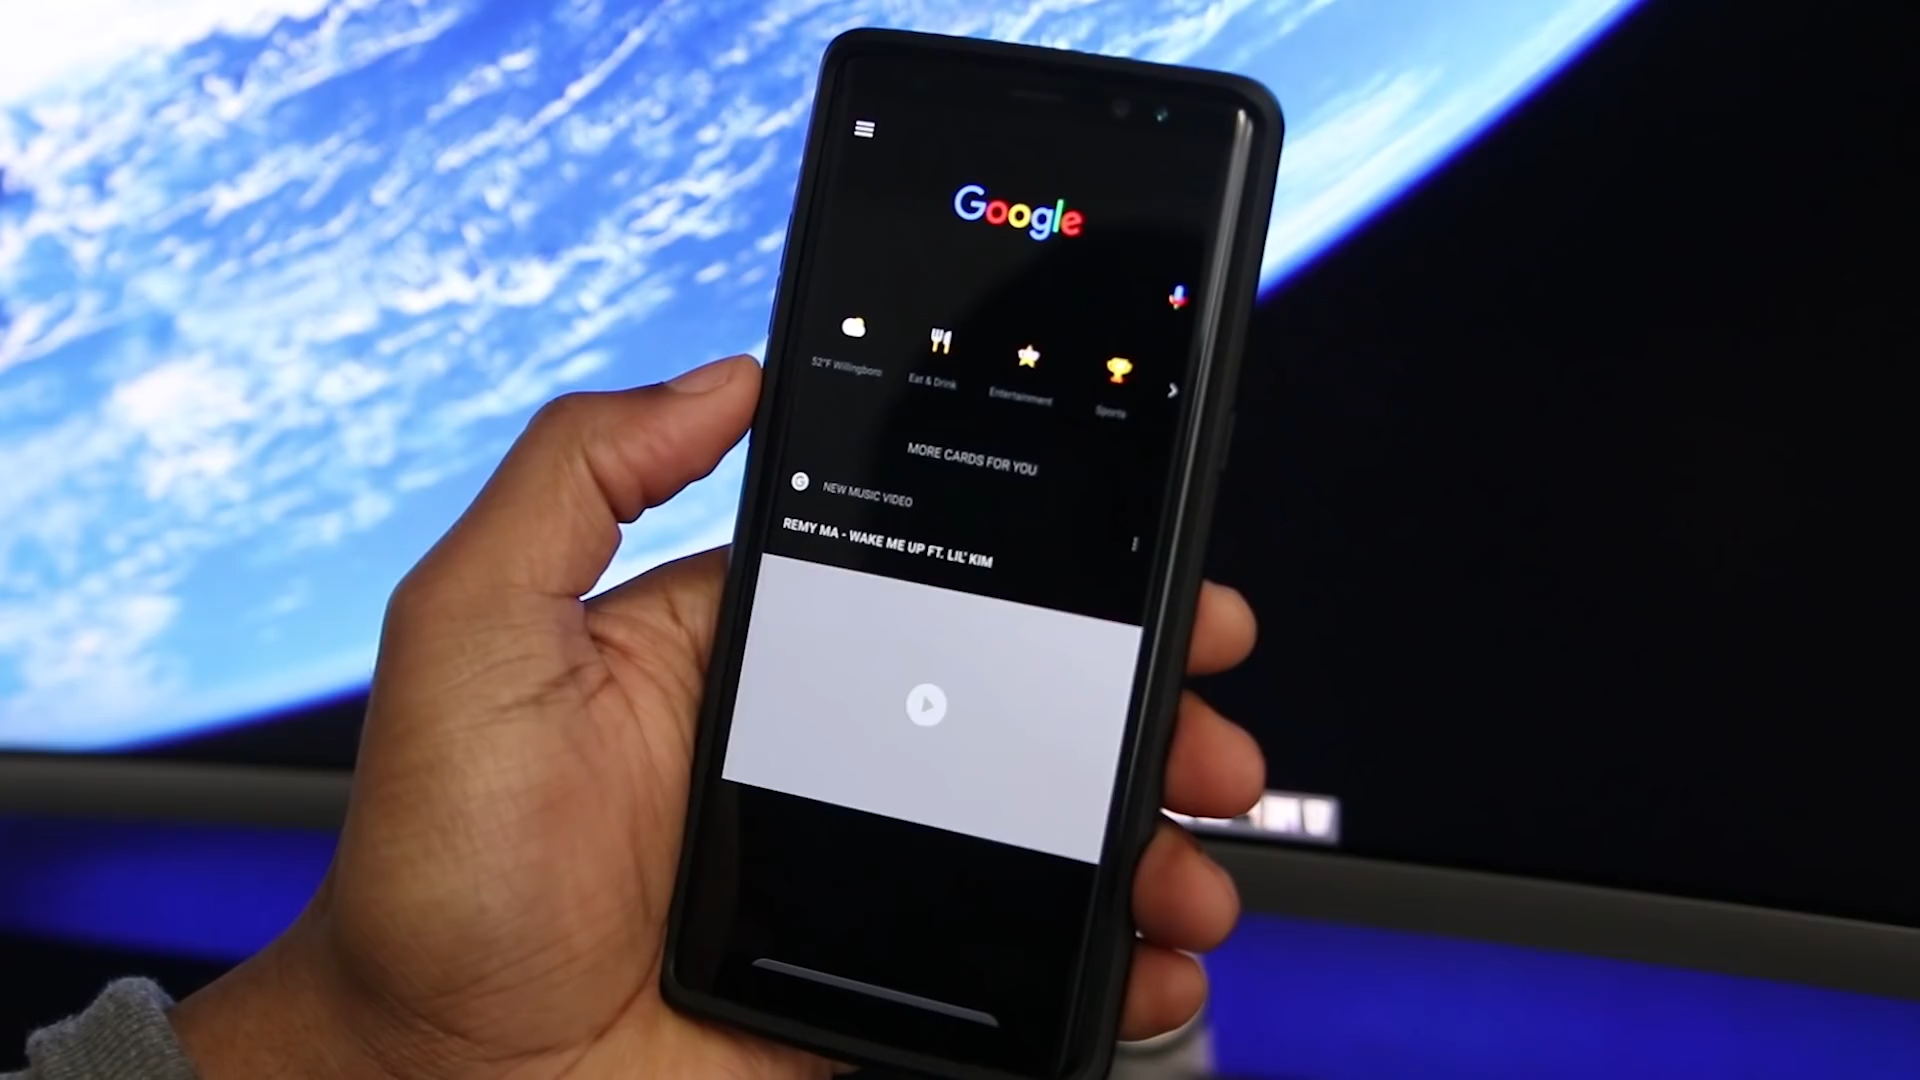 Google
52°F Willingboro
Eat & Drink
Entertainment
Sports
MORE CARDS FOR YOU
NEW MUSIC VIDEO
REMY MA - WAKE ME UP FT. LIL' KIM